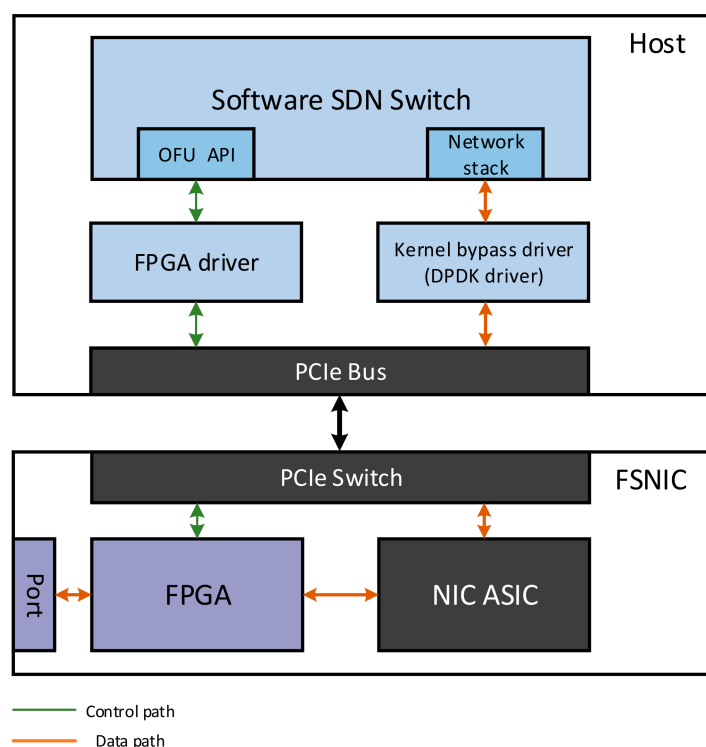 Host
Software SDN Switch
OFU API
Network
stack
FPGA driver
Kernel bypass driver
(DPDK driver)
PCIe Bus
PCIe Switch
FSNIC
Port
FPGA
NIC ASIC
Control path
Data path